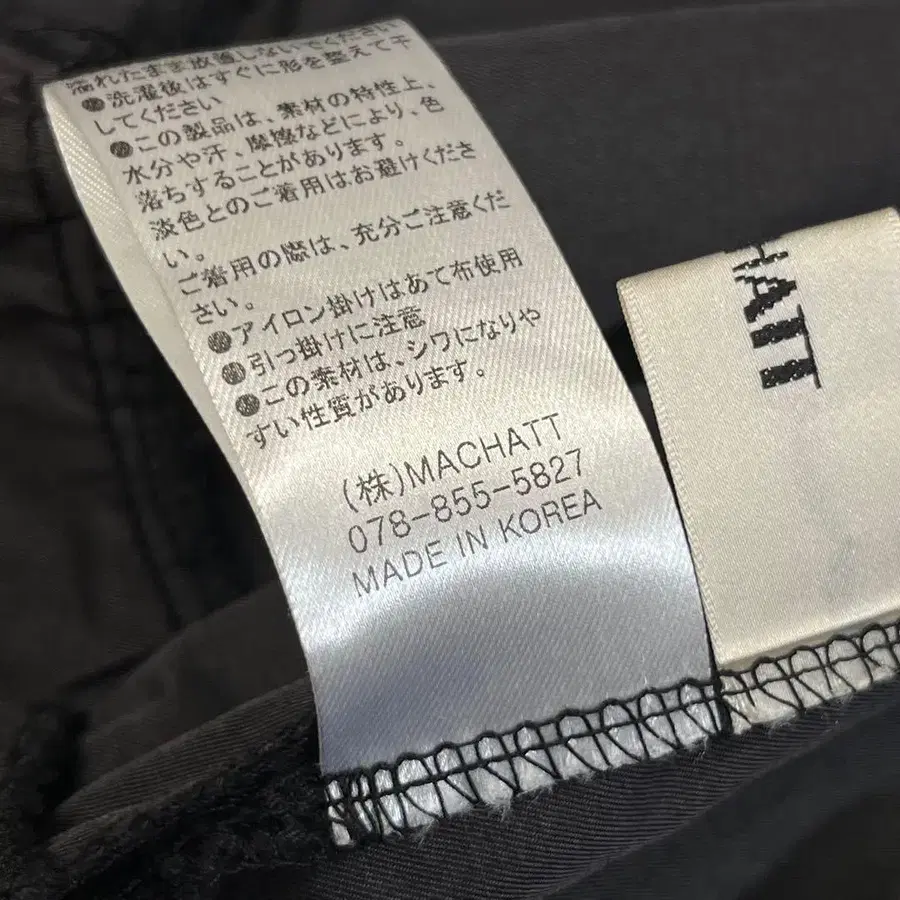 濡れたまま放置しないでください
●洗濯後はすぐに形を整えて干
してください
●この製品は、素材の特性上、
水分や汗、摩擦などにより、色
落ちすることがあります。
淡色とのご着用はお避けくださ
い。
ご着用の際は、充分ご注意くだ
さい。
●アイロン掛けはあて布使用
●引っ掛けに注意
●この素材は、シワになりや
すい性質があります。
(株)MACHATT
078-855-5827
MADE IN KOREA
HATT